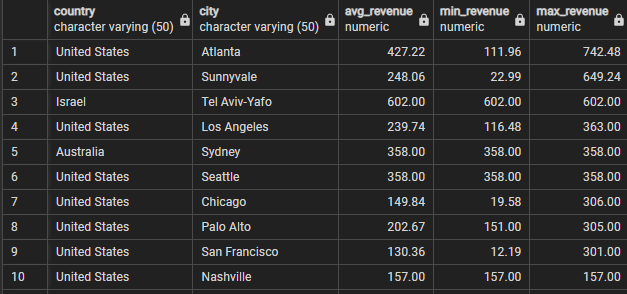 country city avg_revenue min_revenue max_revenue
character varying (50) character varying (50) numeric numeric numeric
1 United States Atlanta 427.22 111.96 742.48
2 United States Sunnyvale 248.06 22.99 649.24
3 Israel Tel Aviv-Yafo 602.00 602.00 602.00
4 United States Los Angeles 239.74 116.48 363.00
5 Australia Sydney 358.00 358.00 358.00
6 United States Seattle 358.00 358.00 358.00
7 United States Chicago 149.84 19.58 306.00
8 United States Palo Alto 202.67 151.00 305.00
9 United States San Francisco 130.36 12.19 301.00
10 United States Nashville 157.00 157.00 157.00